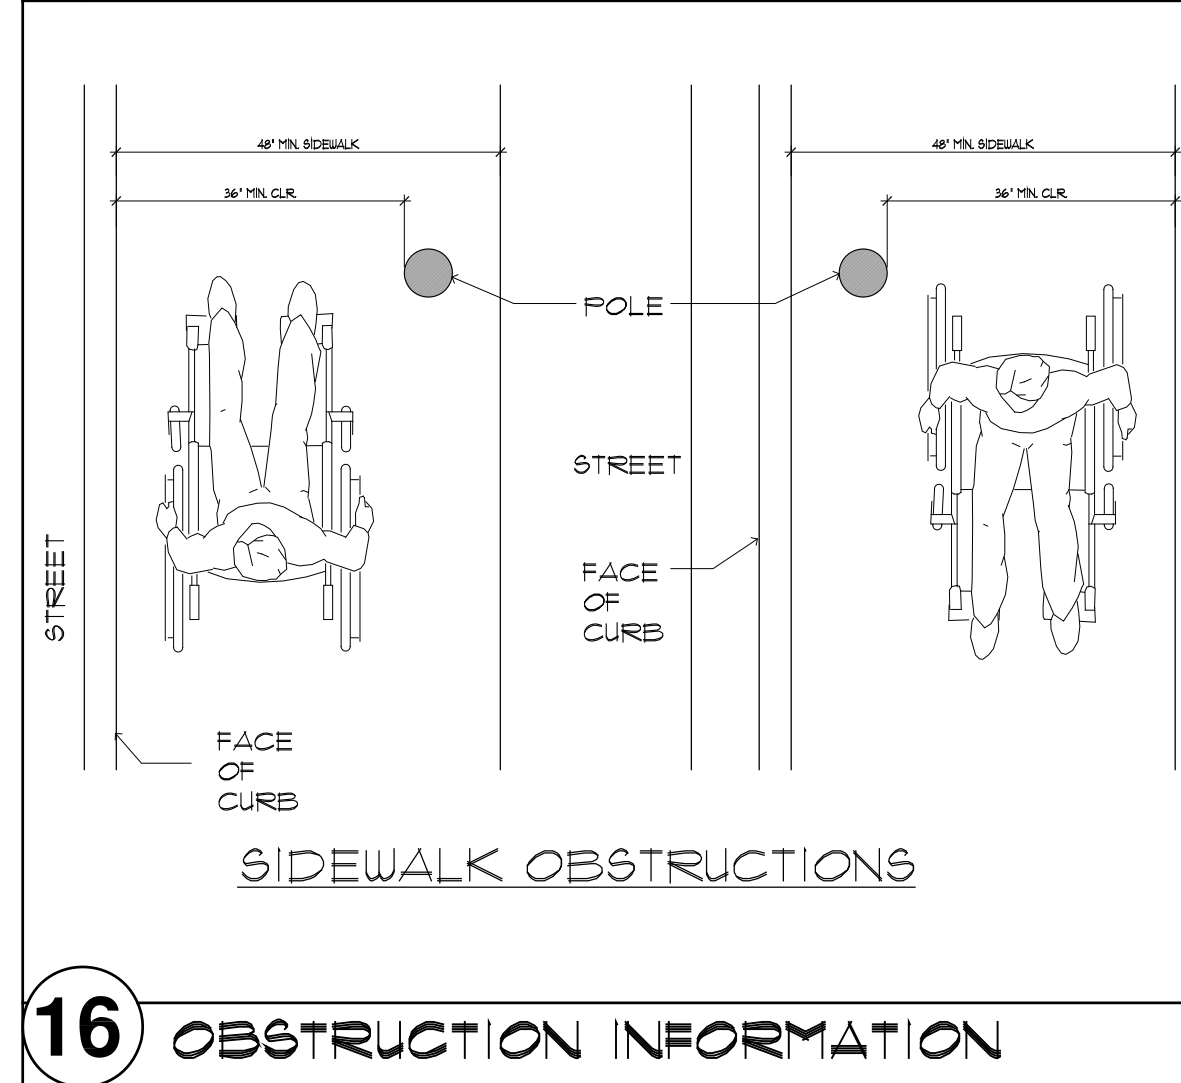 48" MIN. SIDEWALK
48" MIN. SIDEWALK
36" MIN. CLR.
36" MIN. CLR.
POLE
STREET
STREET
FACE
OF
CURB
FACE
OF
CURB
SIDEWALK OBSTRUCTIONS
16 OBSTRUCTION INFORMATION